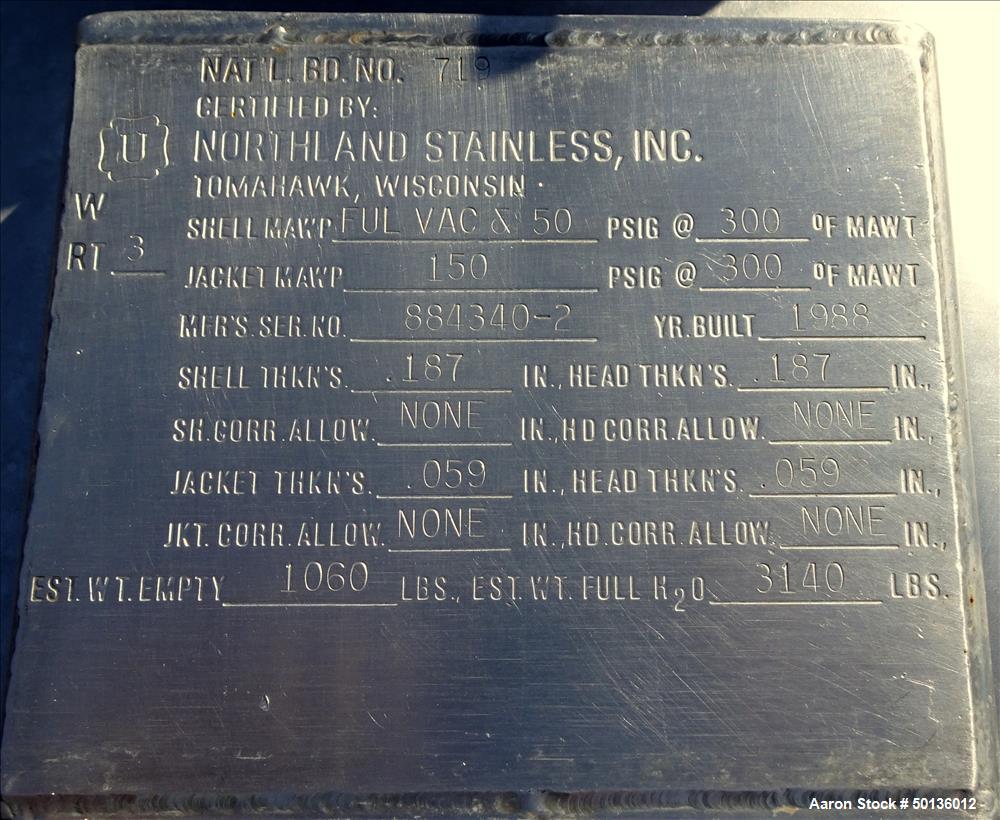 NAT'L. BD. NO. 719
CERTIFIED BY:
U NORTHLAND STAINLESS, INC.
TOMAHAWK, WISCONSIN
W
SHELL MAWP FUL VAC & 50 PSIG @ 300 OF MAWT
RT 3
JACKET MAWP 150 PSIG @ 300 OF MAWT
MFR'S. SER. NO. 884340-2 YR. BUILT 1988
SHELL THKN'S. .187 IN., HEAD THKN'S. .187 IN.,
SH. CORR. ALLOW. NONE IN., HD CORR. ALLOW. NONE IN.,
JACKET THKN'S. .059 IN., HEAD THKN'S. .059 IN.,
JKT. CORR. ALLOW. NONE IN., HD. CORR. ALLOW. NONE IN.,
EST. WT. EMPTY 1060 LBS., EST. WT. FULL H2O 3140 LBS.
Aaron Stock # 50136012